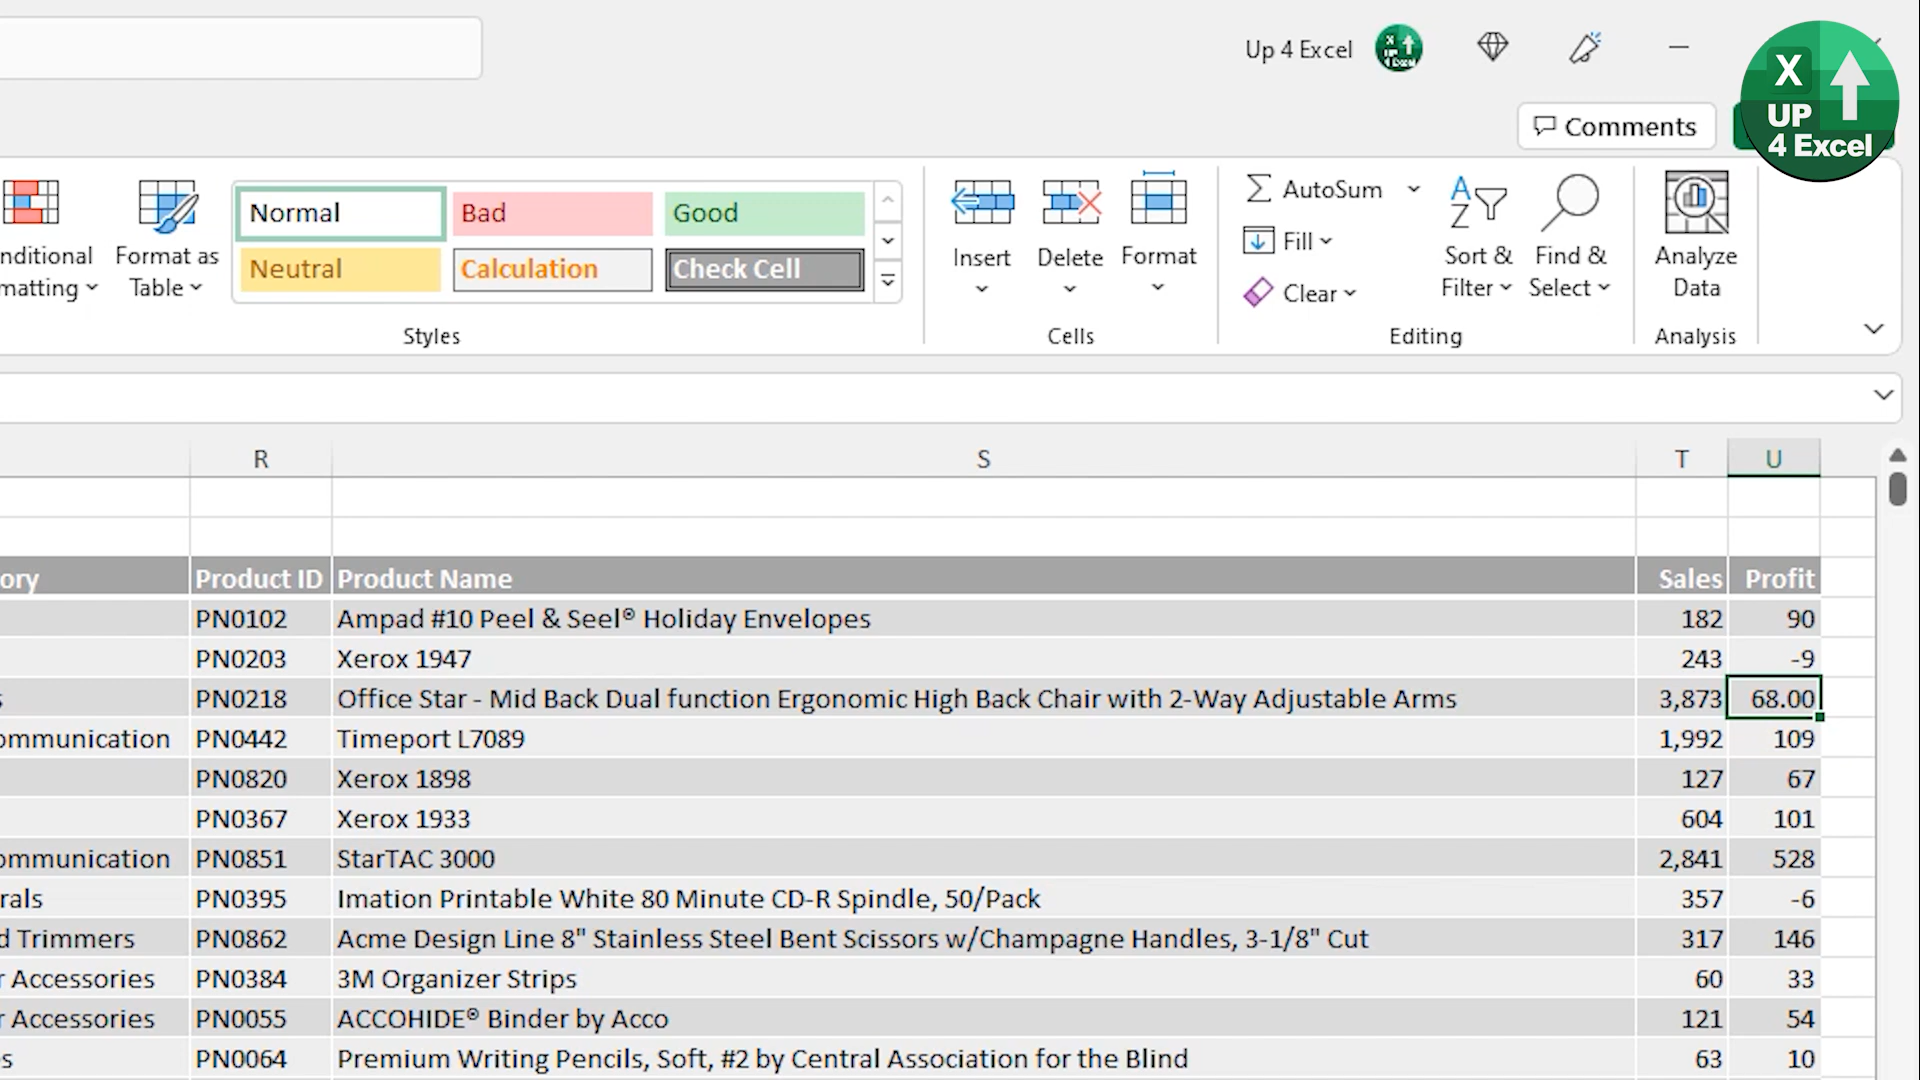 Up 4 Excel
X
UP
4 Excel
Comments
nditional
matting
Format as
Table
Normal
Bad
Good
Neutral
Calculation
Check Cell
Styles
Insert
Delete
Format
Cells
AutoSum
Fill
Clear
Sort &
Filter
Find &
Select
Editing
Analyze
Data
Analysis
R S T U
ory Product ID Product Name Sales Profit
PN0102 Ampad #10 Peel & Seel® Holiday Envelopes 182 90
PN0203 Xerox 1947 243 -9
s PN0218 Office Star - Mid Back Dual function Ergonomic High Back Chair with 2-Way Adjustable Arms 3,873 68.00
ommunication PN0442 Timeport L7089 1,992 109
PN0820 Xerox 1898 127 67
PN0367 Xerox 1933 604 101
ommunication PN0851 StarTAC 3000 2,841 528
rals PN0395 Imation Printable White 80 Minute CD-R Spindle, 50/Pack 357 -6
d Trimmers PN0862 Acme Design Line 8" Stainless Steel Bent Scissors w/Champagne Handles, 3-1/8" Cut 317 146
r Accessories PN0384 3M Organizer Strips 60 33
r Accessories PN0055 ACCOHIDE® Binder by Acco 121 54
s PN0064 Premium Writing Pencils, Soft, #2 by Central Association for the Blind 63 10